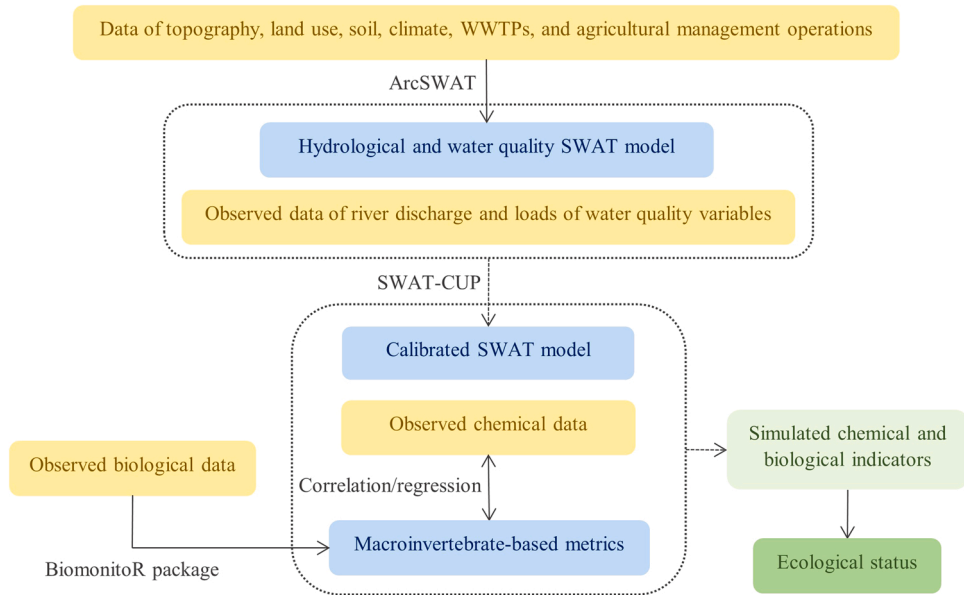 Data of topography, land use, soil, climate, WWTPs, and agricultural management operations
ArcSWAT
Hydrological and water quality SWAT model
Observed data of river discharge and loads of water quality variables
SWAT-CUP
Calibrated SWAT model
Observed chemical data
Simulated chemical and
biological indicators
Observed biological data
Correlation/regression
Macroinvertebrate-based metrics
BiomonitoR package
Ecological status